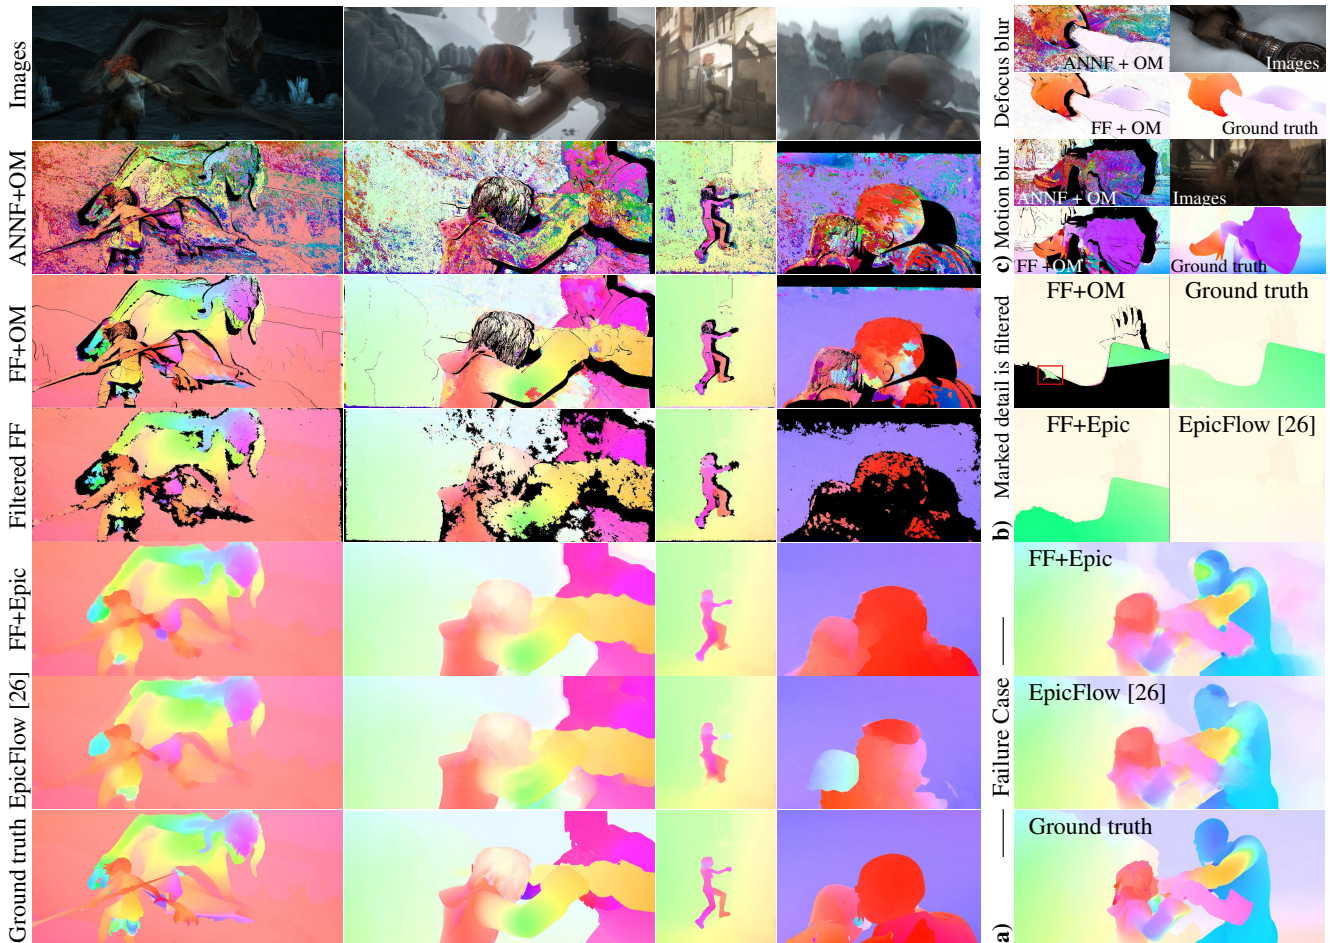 Images
ANNF+OM
FF+OM
Filtered FF
FF+Epic
EpicFlow [26]
Ground truth
Defocus blur
ANNF + OM
Images
FF + OM
Ground truth
c) Motion blur
ANNF + OM
Images
FF +OM
Ground truth
b) Marked detail is filtered
FF+OM
Ground truth
FF+Epic
EpicFlow [26]
a) Failure Case
FF+Epic
EpicFlow [26]
Ground truth